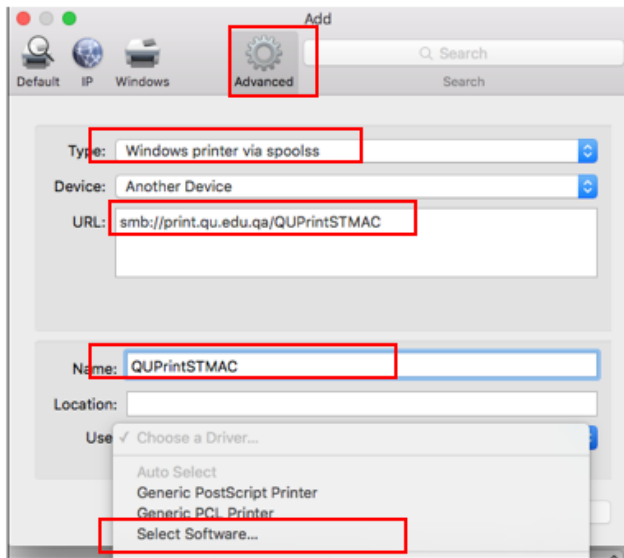 Add
Search
Default IP Windows Advanced Search
Type: Windows printer via spoolss
Device: Another Device
URL: smb://print.qu.edu.qa/QUPrintSTMAC
Name: QUPrintSTMAC
Location:
Use ✓ Choose a Driver...
Auto Select
Generic PostScript Printer
Generic PCL Printer
Select Software...